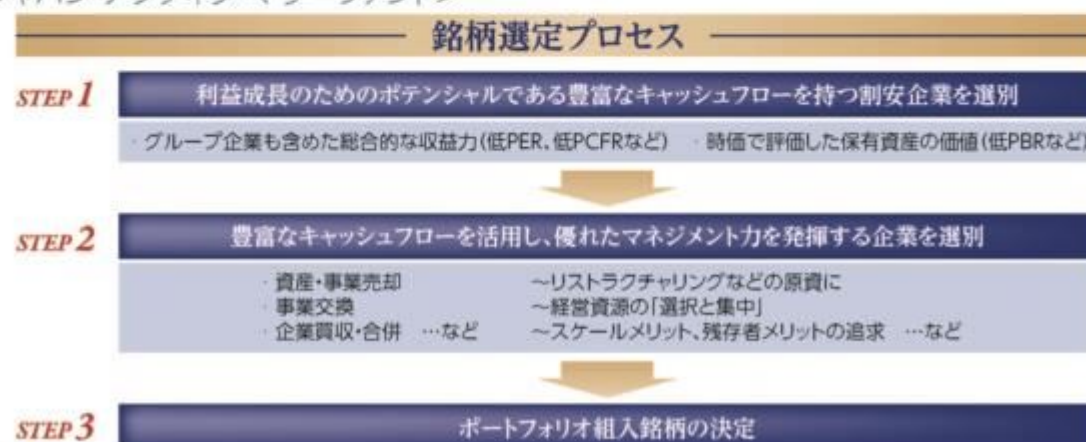 銘柄選定プロセス
STEP 1
利益成長のためのポテンシャルである豊富なキャッシュフローを持つ割安企業を選別
・グループ企業も含めた総合的な収益力(低PER、低PCFRなど) ・時価で評価した保有資産の価値(低PBRなど)
STEP 2
豊富なキャッシュフローを活用し、優れたマネジメント力を発揮する企業を選別
・資産・事業売却 ～リストラクチャリングなどの原資に
・事業交換 ～経営資源の「選択と集中」
・企業買収・合併 …など ～スケールメリット、残存者メリットの追求 …など
STEP 3
ポートフォリオ組入銘柄の決定